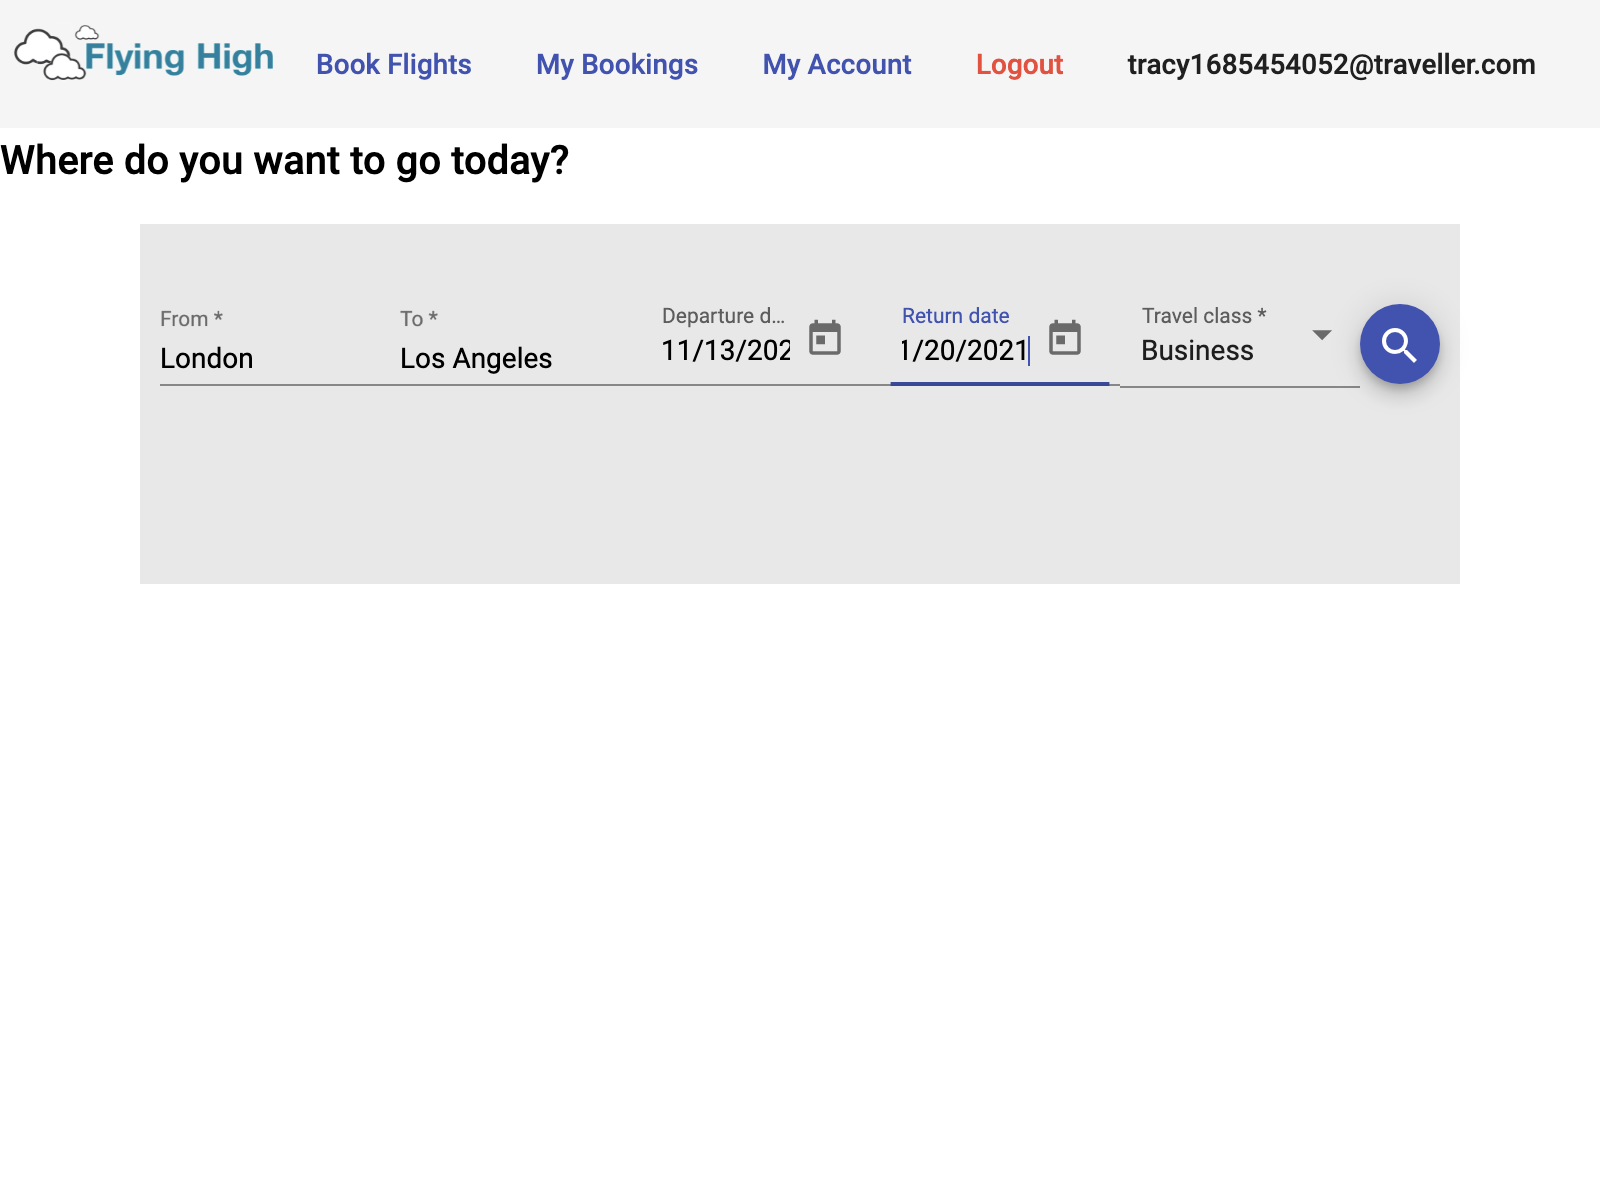 Flying High
Book Flights
My Bookings
My Account
Logout
tracy1685454052@traveller.com
Where do you want to go today?
From *
London
To *
Los Angeles
Departure d...
11/13/202
Return date
1/20/2021
Travel class *
Business